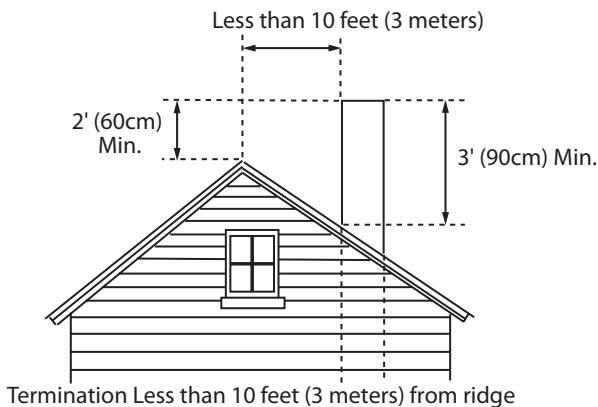 Less than 10 feet (3 meters)
2' (60cm)
Min.
3' (90cm) Min.
Termination Less than 10 feet (3 meters) from ridge